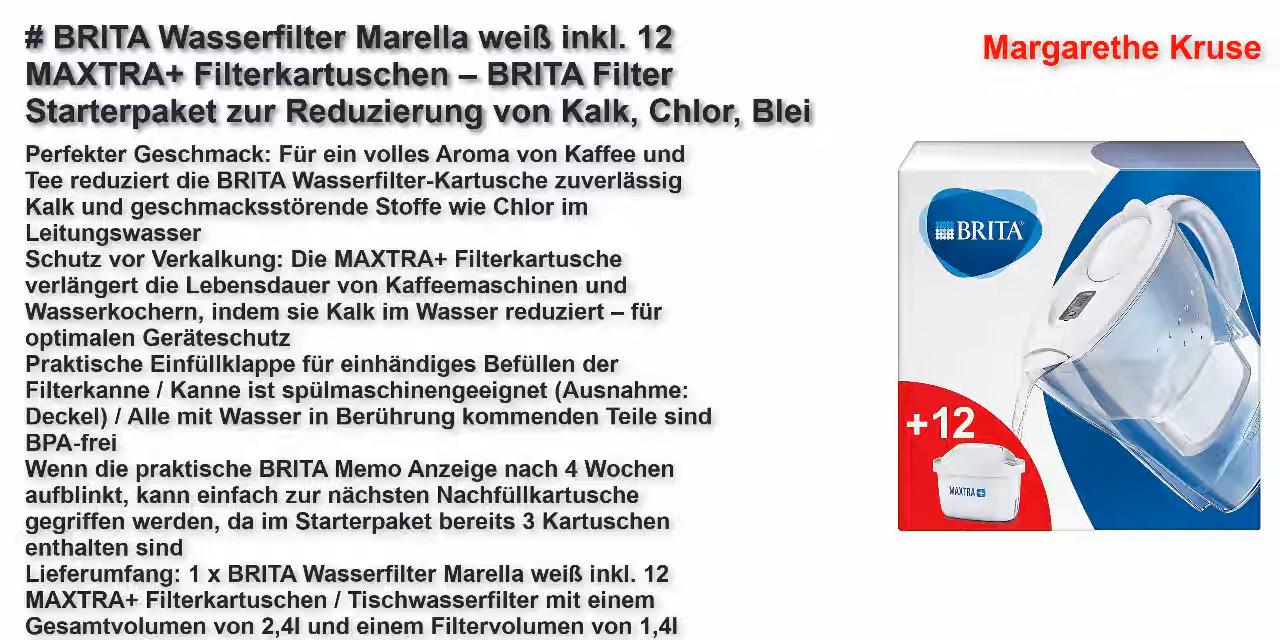 # BRITA Wasserfilter Marella weiß inkl. 12
MAXTRA+ Filterkartuschen – BRITA Filter
Starterpaket zur Reduzierung von Kalk, Chlor, Blei
Margarethe Kruse
Perfekter Geschmack: Für ein volles Aroma von Kaffee und
Tee reduziert die BRITA Wasserfilter-Kartusche zuverlässig
Kalk und geschmacksstörende Stoffe wie Chlor im
Leitungswasser
Schutz vor Verkalkung: Die MAXTRA+ Filterkartusche
verlängert die Lebensdauer von Kaffeemaschinen und
Wasserkochern, indem sie Kalk im Wasser reduziert – für
optimalen Geräteschutz
Praktische Einfüllklappe für einhändiges Befüllen der
Filterkanne / Kanne ist spülmaschinengeeignet (Ausnahme:
Deckel) / Alle mit Wasser in Berührung kommenden Teile sind
BPA-frei
Wenn die praktische BRITA Memo Anzeige nach 4 Wochen
aufblinkt, kann einfach zur nächsten Nachfüllkartusche
gegriffen werden, da im Starterpaket bereits 3 Kartuschen
enthalten sind
Lieferumfang: 1 x BRITA Wasserfilter Marella weiß inkl. 12
MAXTRA+ Filterkartuschen / Tischwasserfilter mit einem
Gesamtvolumen von 2,4l und einem Filtervolumen von 1,4l
BRITA
+12
MAXTRA+